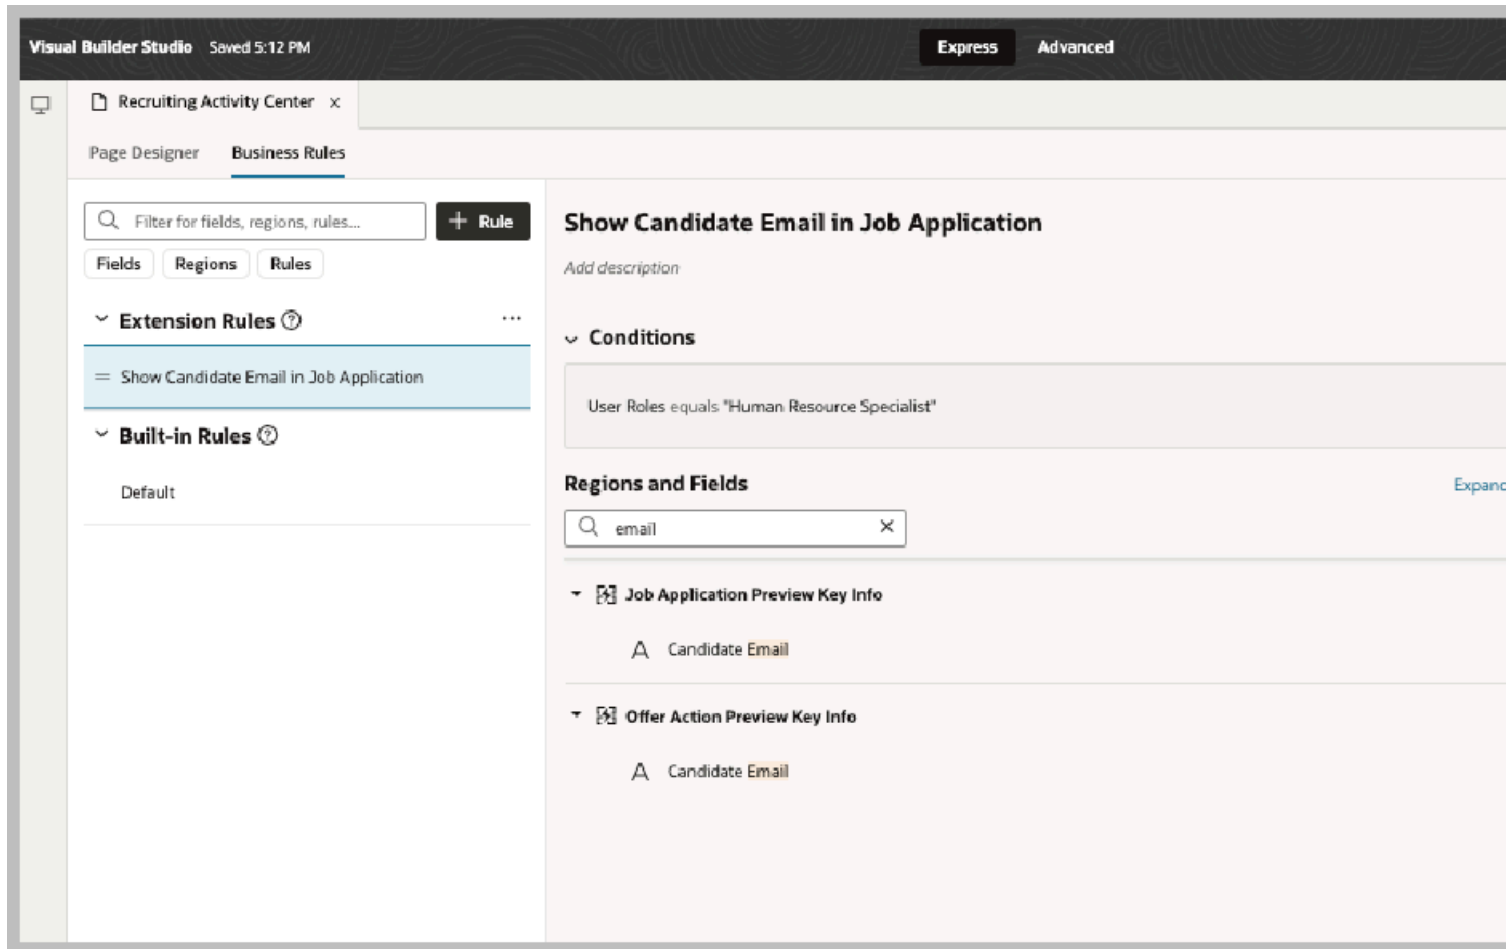 Visual Builder Studio Saved 5:12 PM Express Advanced
Recruiting Activity Center x
Page Designer Business Rules
Filter for fields, regions, rules... + Rule
Fields Regions Rules
Extension Rules ? ...
Show Candidate Email in Job Application
Built-in Rules ?
Default
Show Candidate Email in Job Application
Add description
Conditions
User Roles equals "Human Resource Specialist"
Regions and Fields Expand
email
Job Application Preview Key Info
A Candidate Email
Offer Action Preview Key Info
A Candidate Email